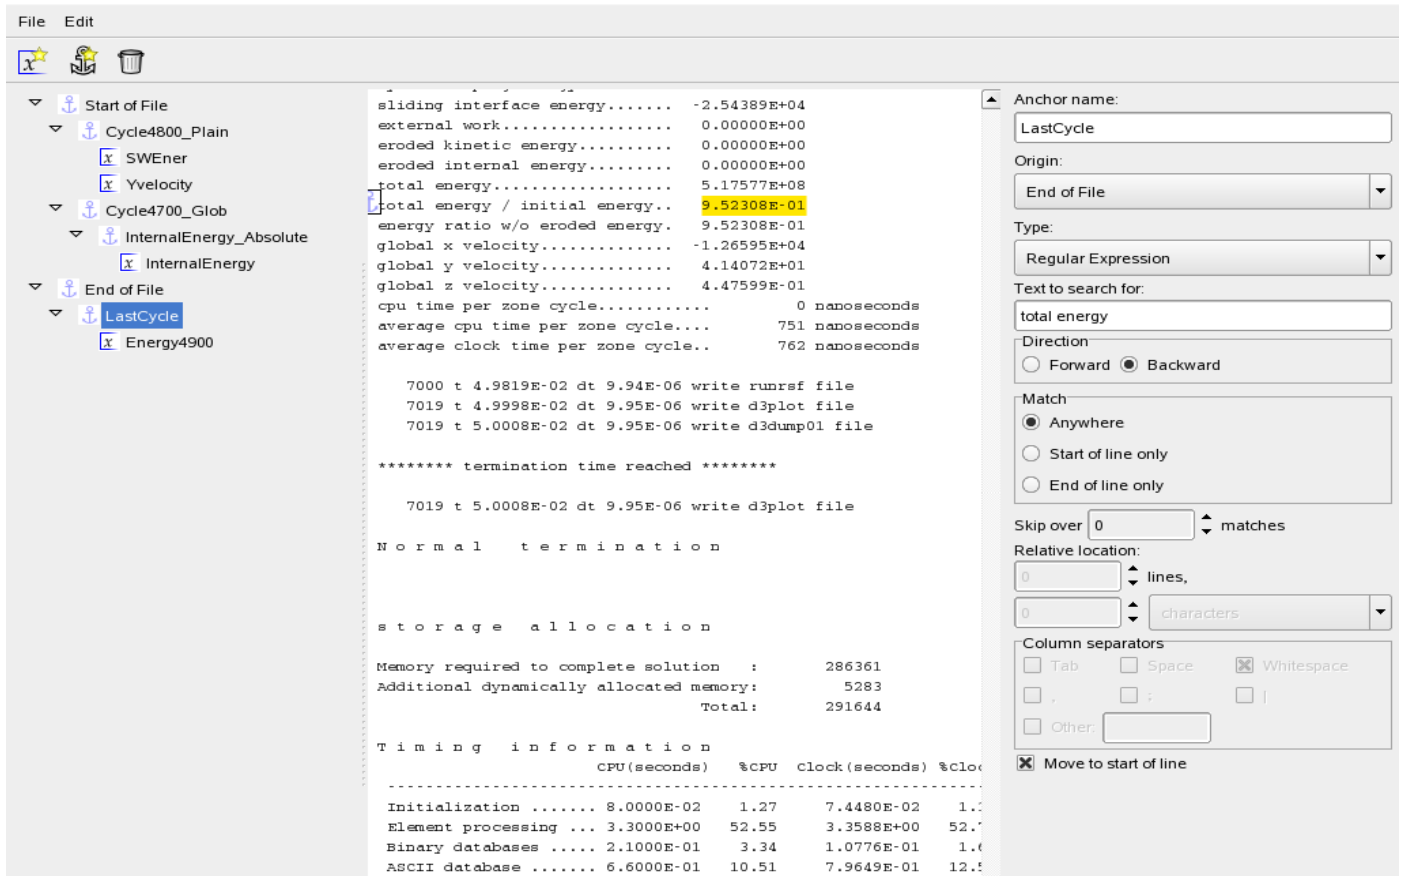 File Edit
Start of File
Cycle4800_Plain
x SWEner
x Yvelocity
Cycle4700_Glob
InternalEnergy_Absolute
x InternalEnergy
End of File
LastCycle
x Energy4900
sliding interface energy....... -2.54389E+04
external work.................. 0.00000E+00
eroded kinetic energy.......... 0.00000E+00
eroded internal energy......... 0.00000E+00
total energy................... 5.17577E+08
total energy / initial energy.. 9.52308E-01
energy ratio w/o eroded energy. 9.52308E-01
global x velocity.............. -1.26595E+04
global y velocity.............. 4.14072E+01
global z velocity.............. 4.47599E-01
cpu time per zone cycle............ 0 nanoseconds
average cpu time per zone cycle.... 751 nanoseconds
average clock time per zone cycle.. 762 nanoseconds
7000 t 4.9819E-02 dt 9.94E-06 write runrsf file
7019 t 4.9998E-02 dt 9.95E-06 write d3plot file
7019 t 5.0008E-02 dt 9.95E-06 write d3dump01 file
******** termination time reached ********
7019 t 5.0008E-02 dt 9.95E-06 write d3plot file
N o r m a l t e r m i n a t i o n
s t o r a g e a l l o c a t i o n
Memory required to complete solution : 286361
Additional dynamically allocated memory: 5283
Total: 291644
T i m i n g i n f o r m a t i o n
CPU(seconds) %CPU Clock(seconds) %Cloc
------------------------------------------------------------
Initialization ....... 8.0000E-02 1.27 7.4480E-02 1.
Element processing ... 3.3000E+00 52.55 3.3588E+00 52.
Binary databases ..... 2.1000E-01 3.34 1.0776E-01 1.
ASCII database ....... 6.6000E-01 10.51 7.9649E-01 12.
Anchor name:
LastCycle
Origin:
End of File
Type:
Regular Expression
Text to search for:
total energy
Direction
Forward Backward
Match
Anywhere
Start of line only
End of line only
Skip over 0 matches
Relative location:
0 lines,
0 characters
Column separators
Tab Space Whitespace
, ; |
Other:
Move to start of line